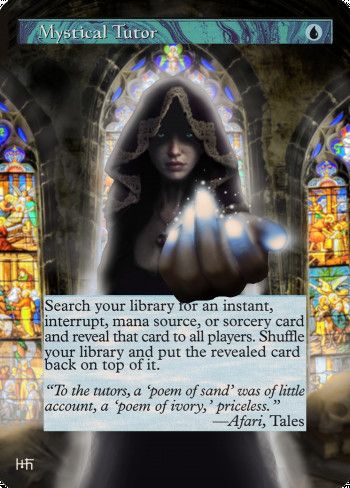 Mystical Tutor
Search your library for an instant,
interrupt, mana source, or sorcery card
and reveal that card to all players. Shuffle
your library and put the revealed card
back on top of it.
“To the tutors, a ‘poem of sand’ was of little
account, a ‘poem of ivory,’ priceless.”
—Afari, Tales